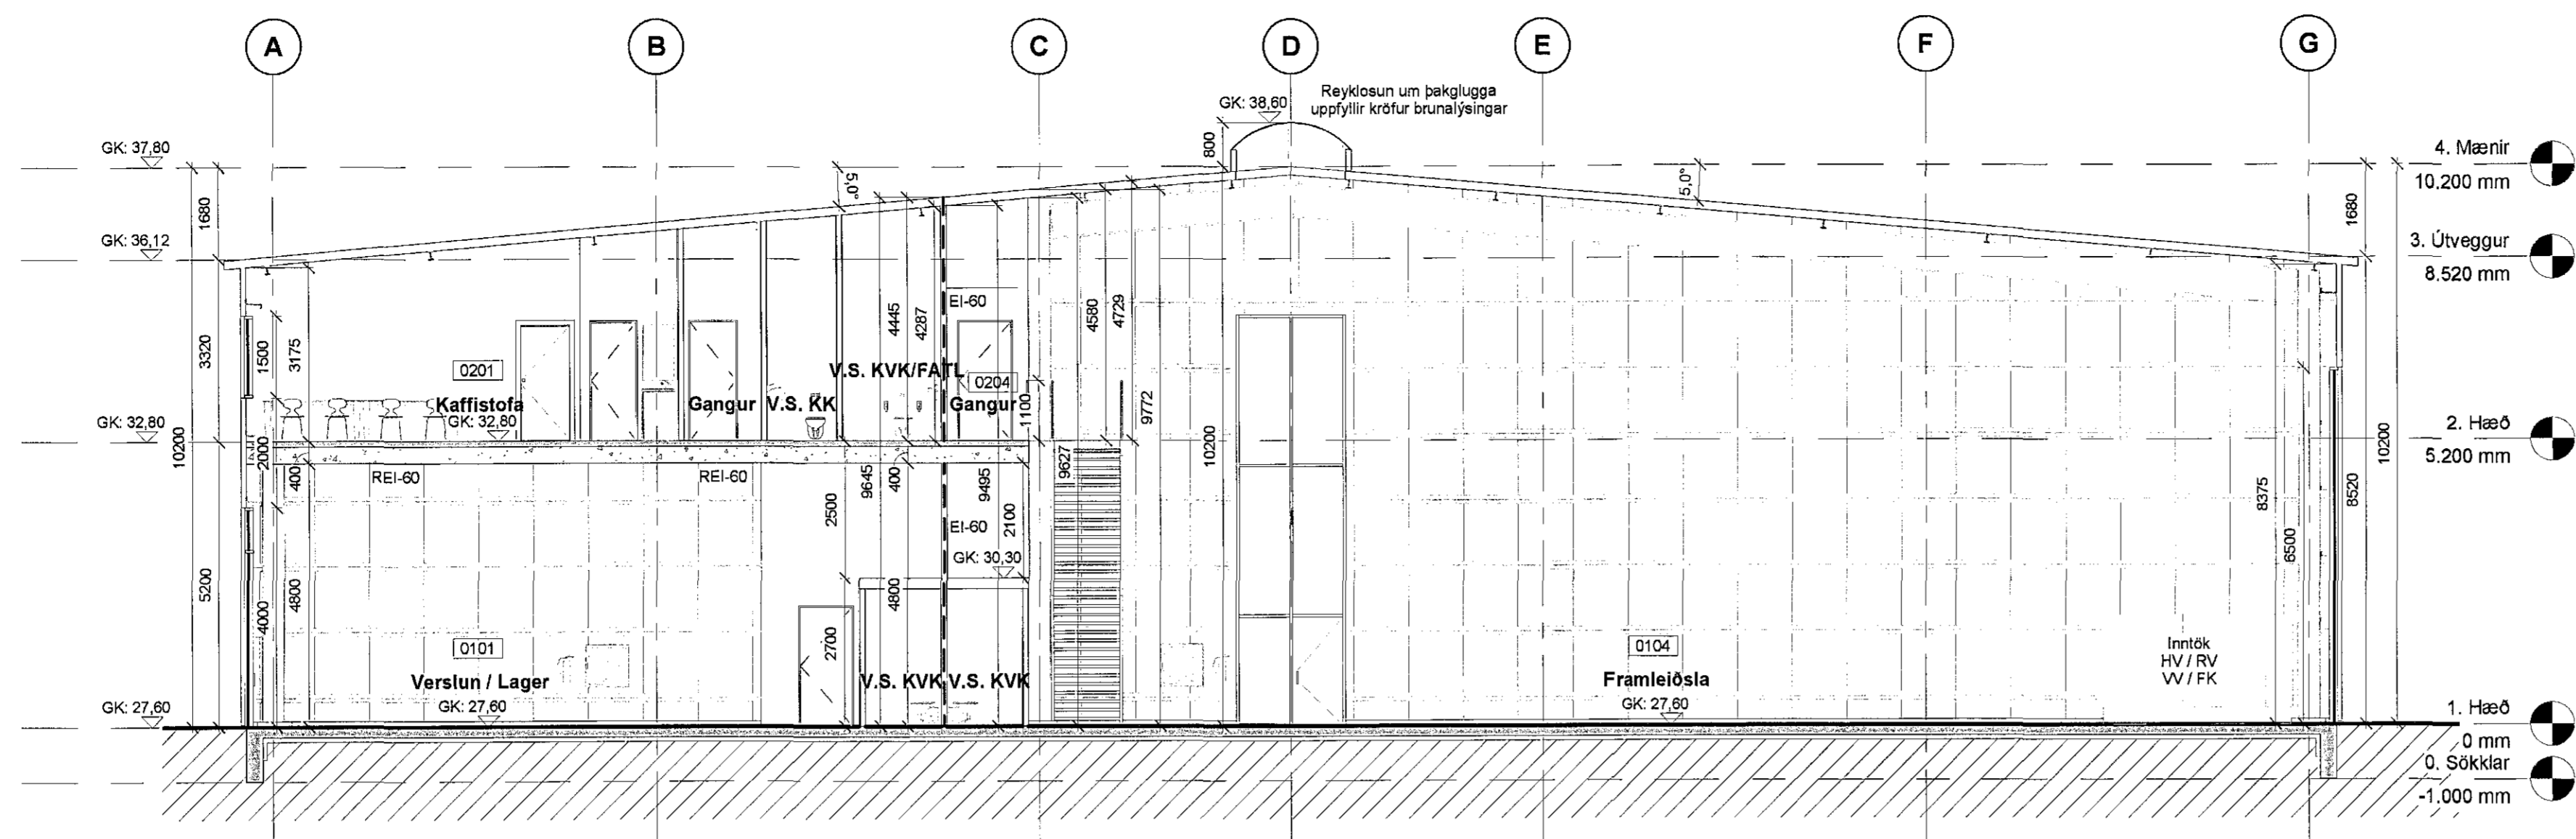 A
B
C
D
E
F
G
Reyklosun um þakglugga
uppfyllir kröfur brunalýsingar
GK: 38,60
800
GK: 37,80
4. Mænir
10.200 mm
5,0°
5,0°
1680
1680
GK: 36,12
3. Útveggur
8.520 mm
EI-60
3320
1500
3175
4445
4287
4580
4729
0201
V.S. KVK/FATL
0204
Kaffistofa
Gangur
V.S. KK
Gangur
1100
9772
GK: 32,80
GK: 32,80
2. Hæð
5.200 mm
10200
2000
400
REI-60
REI-60
9645
400
9495
9627
10200
10200
8375
8520
2500
EI-60
2100
6500
GK: 30,30
5200
4000
4800
4800
2700
0101
Verslun / Lager
GK: 27,60
V.S. KVK
V.S. KVK
0104
Framleiðsla
GK: 27,60
Inntök
HV / RV
VV / FK
GK: 27,60
1. Hæð
0 mm
0. Sökklar
-1.000 mm